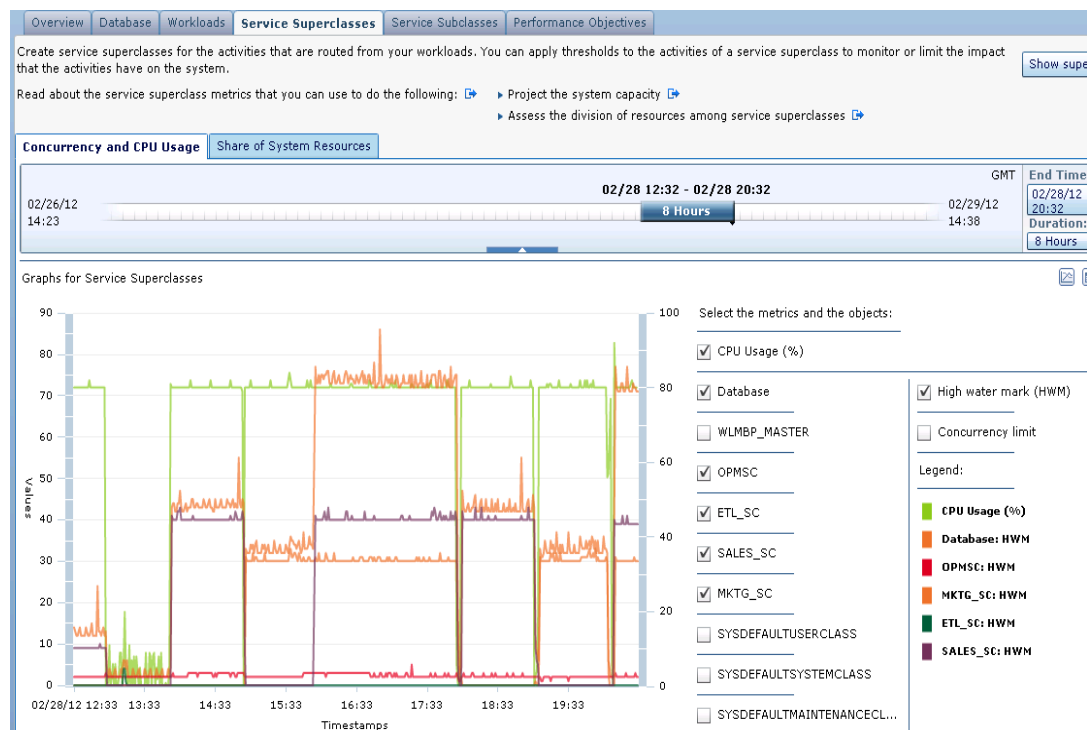 Overview Database Workloads Service Superclasses Service Subclasses Performance Objectives
Create service superclasses for the activities that are routed from your workloads. You can apply thresholds to the activities of a service superclass to monitor or limit the impact
that the activities have on the system.
Show supe
Read about the service superclass metrics that you can use to do the following:
Project the system capacity
Assess the division of resources among service superclasses
Concurrency and CPU Usage Share of System Resources
GMT
02/28 12:32 - 02/28 20:32
02/26/12
14:23
8 Hours
02/29/12
14:38
End Time
02/28/12
20:32
Duration:
8 Hours
Graphs for Service Superclasses
90
80
70
60
50
40
30
20
10
0
Values
100
80
60
40
20
0
02/28/12 12:33 13:33 14:33 15:33 16:33 17:33 18:33 19:33
Timestamps
Select the metrics and the objects:
CPU Usage (%)
Database
WLMBP_MASTER
OPMSC
ETL_SC
SALES_SC
MKTG_SC
SYSDEFAULTUSERCLASS
SYSDEFAULTSYSTEMCLASS
SYSDEFAULTMAINTENANCECL...
High water mark (HWM)
Concurrency limit
Legend:
CPU Usage (%)
Database: HWM
OPMSC: HWM
MKTG_SC: HWM
ETL_SC: HWM
SALES_SC: HWM